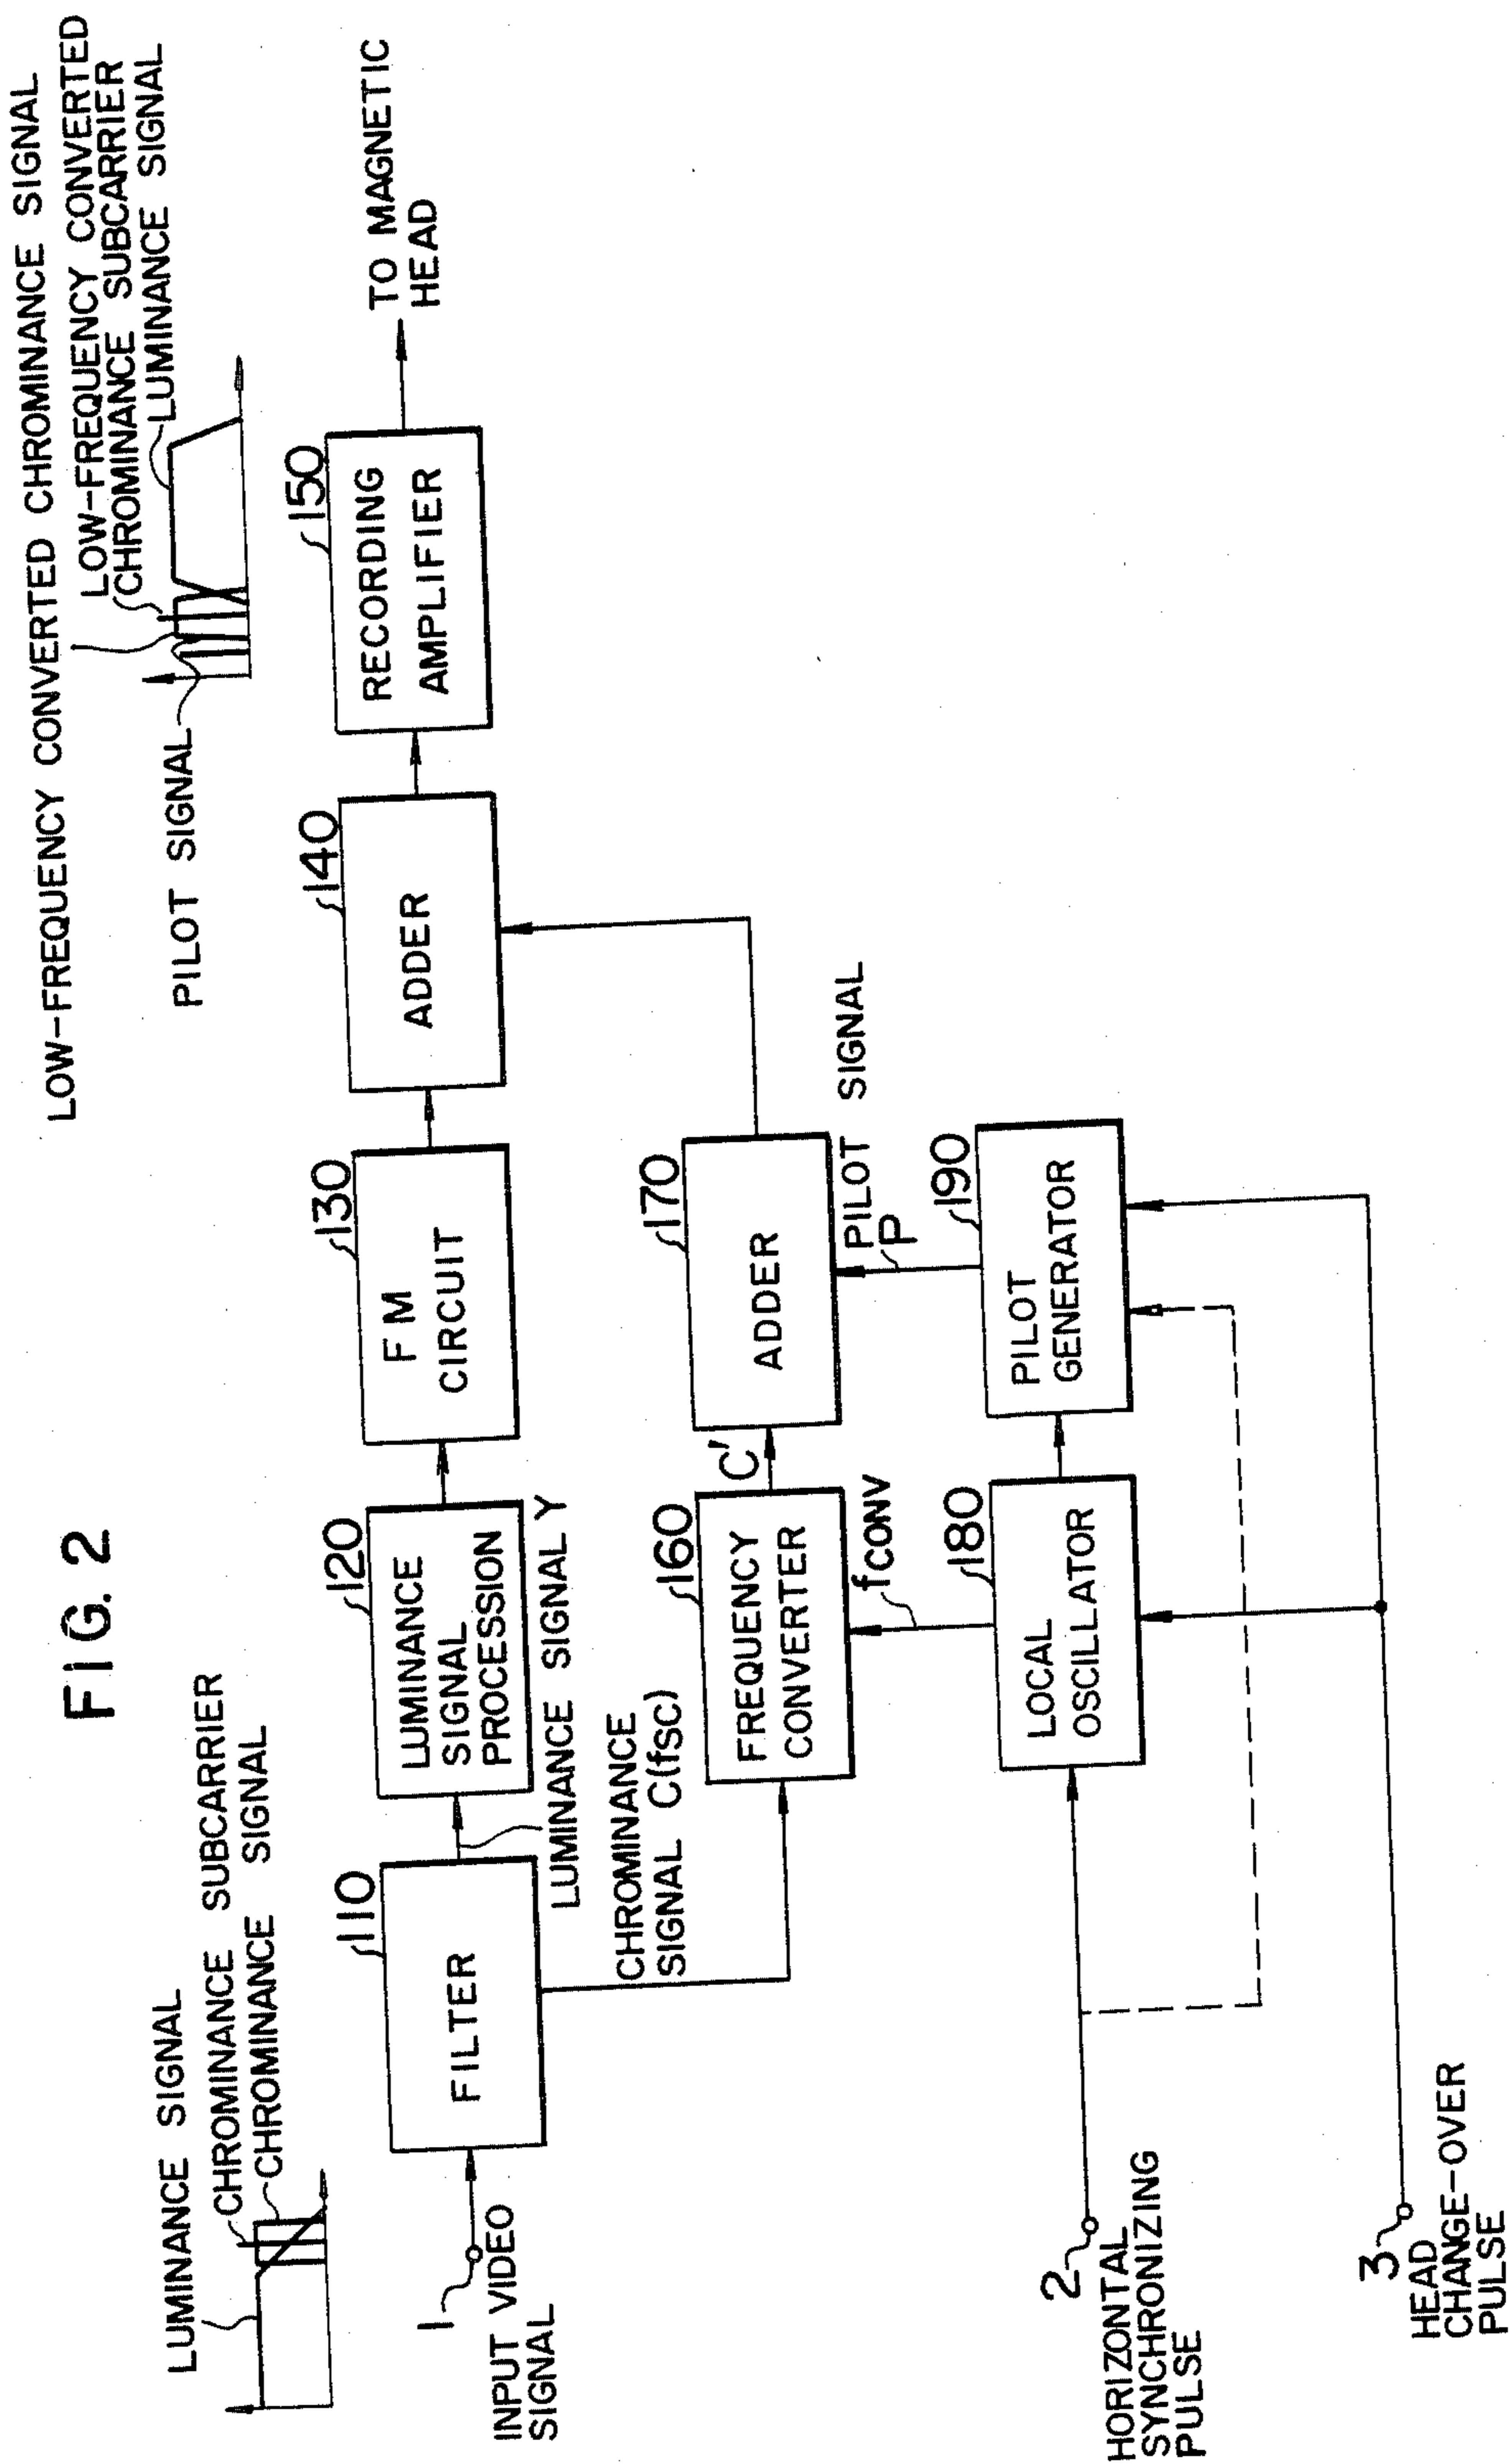 FIG. 2
LUMINANCE SIGNAL
CHROMINANCE SUBCARRIER
CHROMINANCE SIGNAL
LOW-FREQUENCY CONVERTED CHROMINANCE SIGNAL
LOW-FREQUENCY CONVERTED
CHROMINANCE SUBCARRIER
LUMINANCE SIGNAL
PILOT SIGNAL
1
INPUT VIDEO
SIGNAL
110
FILTER
LUMINANCE SIGNAL Y
120
LUMINANCE
SIGNAL
PROCESSION
130
FM
CIRCUIT
140
ADDER
150
RECORDING
AMPLIFIER
TO MAGNETIC
HEAD
CHROMINANCE
SIGNAL C(fsc)
160
FREQUENCY
CONVERTER
C'
170
ADDER
fCONV
PILOT SIGNAL
P
2
HORIZONTAL
SYNCHRONIZING
PULSE
180
LOCAL
OSCILLATOR
190
PILOT
GENERATOR
3
HEAD
CHANGE-OVER
PULSE